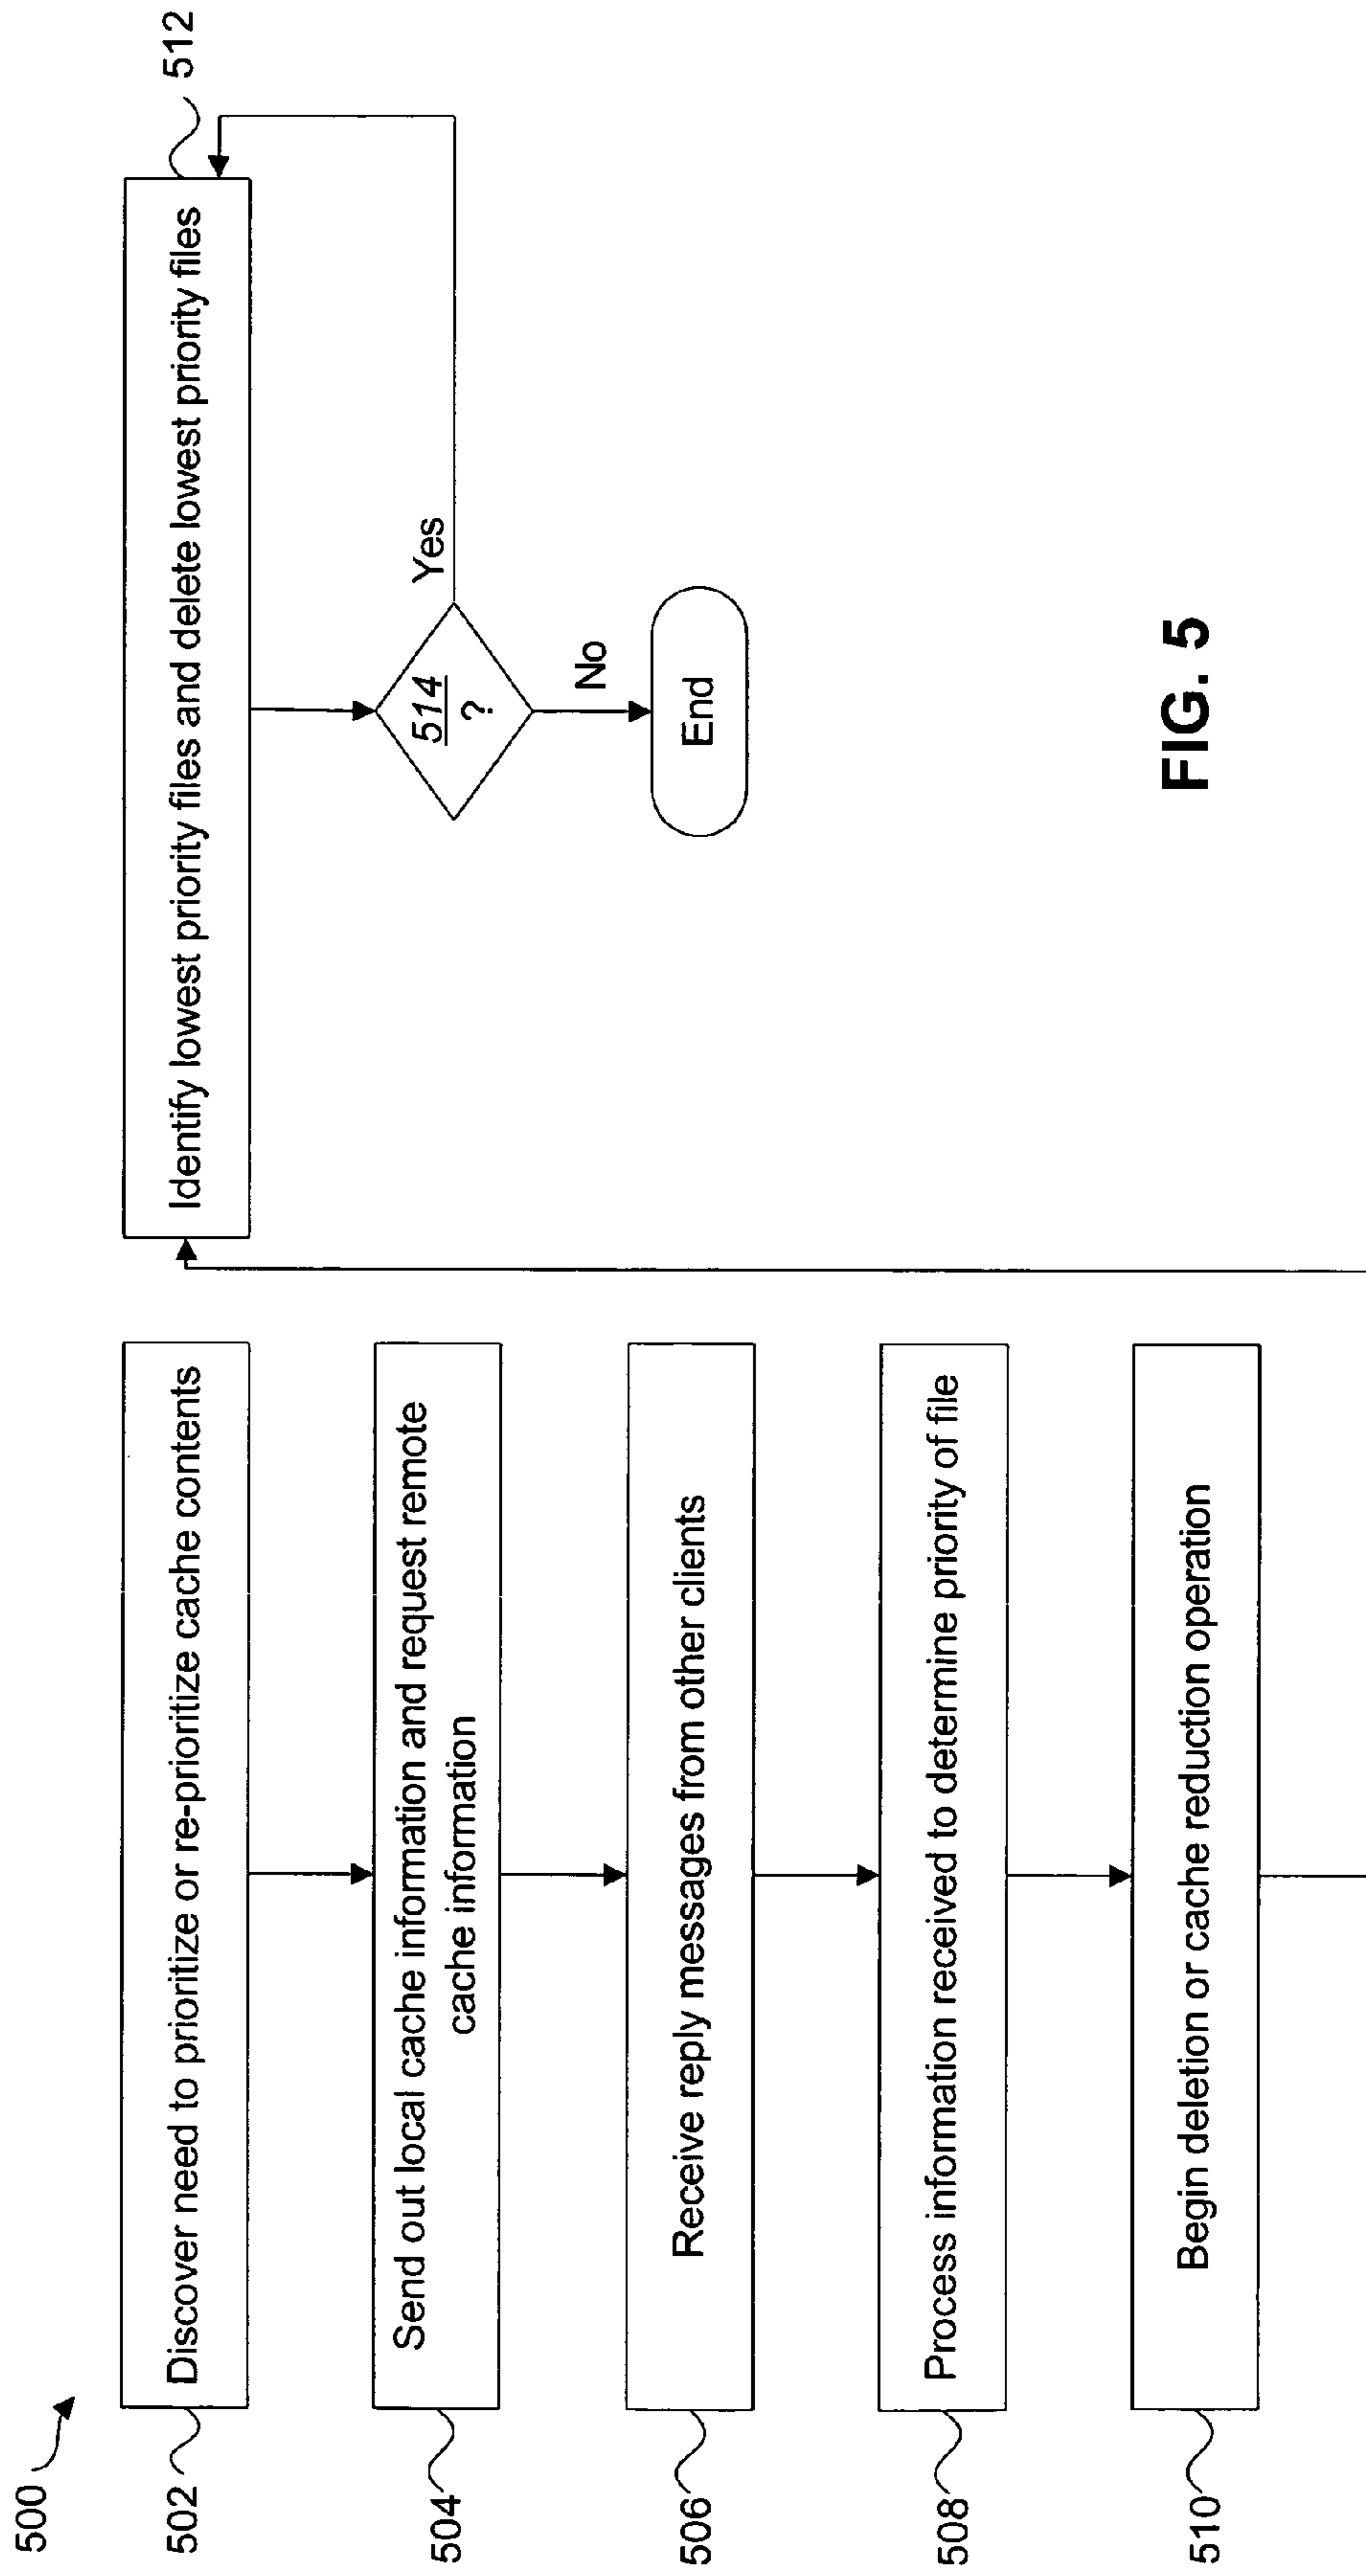 500
502
Discover need to prioritize or re-prioritize cache contents
504
Send out local cache information and request remote
cache information
506
Receive reply messages from other clients
508
Process information received to determine priority of file
510
Begin deletion or cache reduction operation
512
Identify lowest priority files and delete lowest priority files
514
?
Yes
No
End
FIG. 5